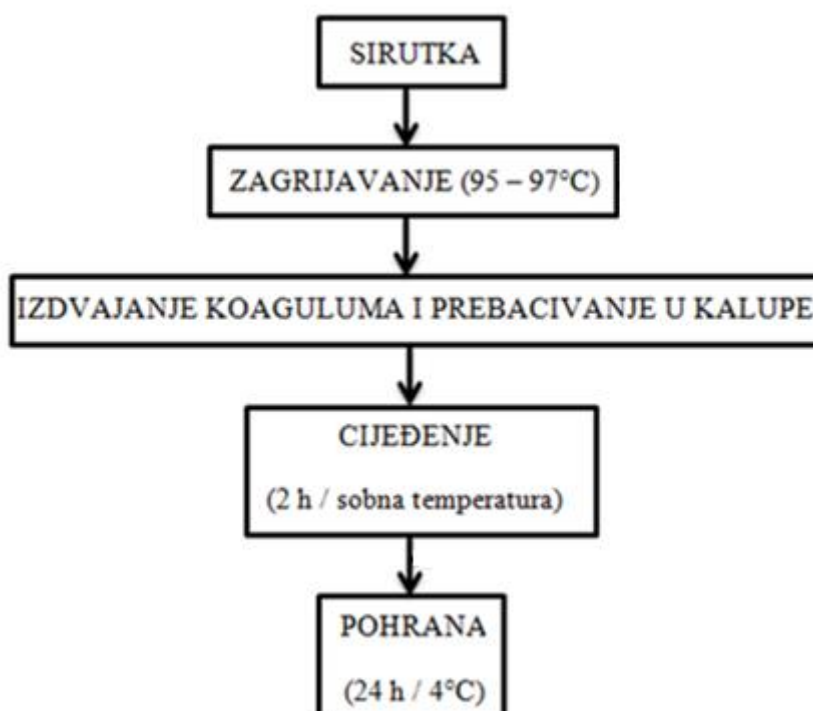 SIRUTKA
ZAGRIJAVANJE (95 – 97°C)
IZDVAJANJE KOAGULUMA I PREBACIVANJE U KALUPE
CIJEĐENJE
(2 h / sobna temperatura)
POHRANA
(24 h / 4°C)